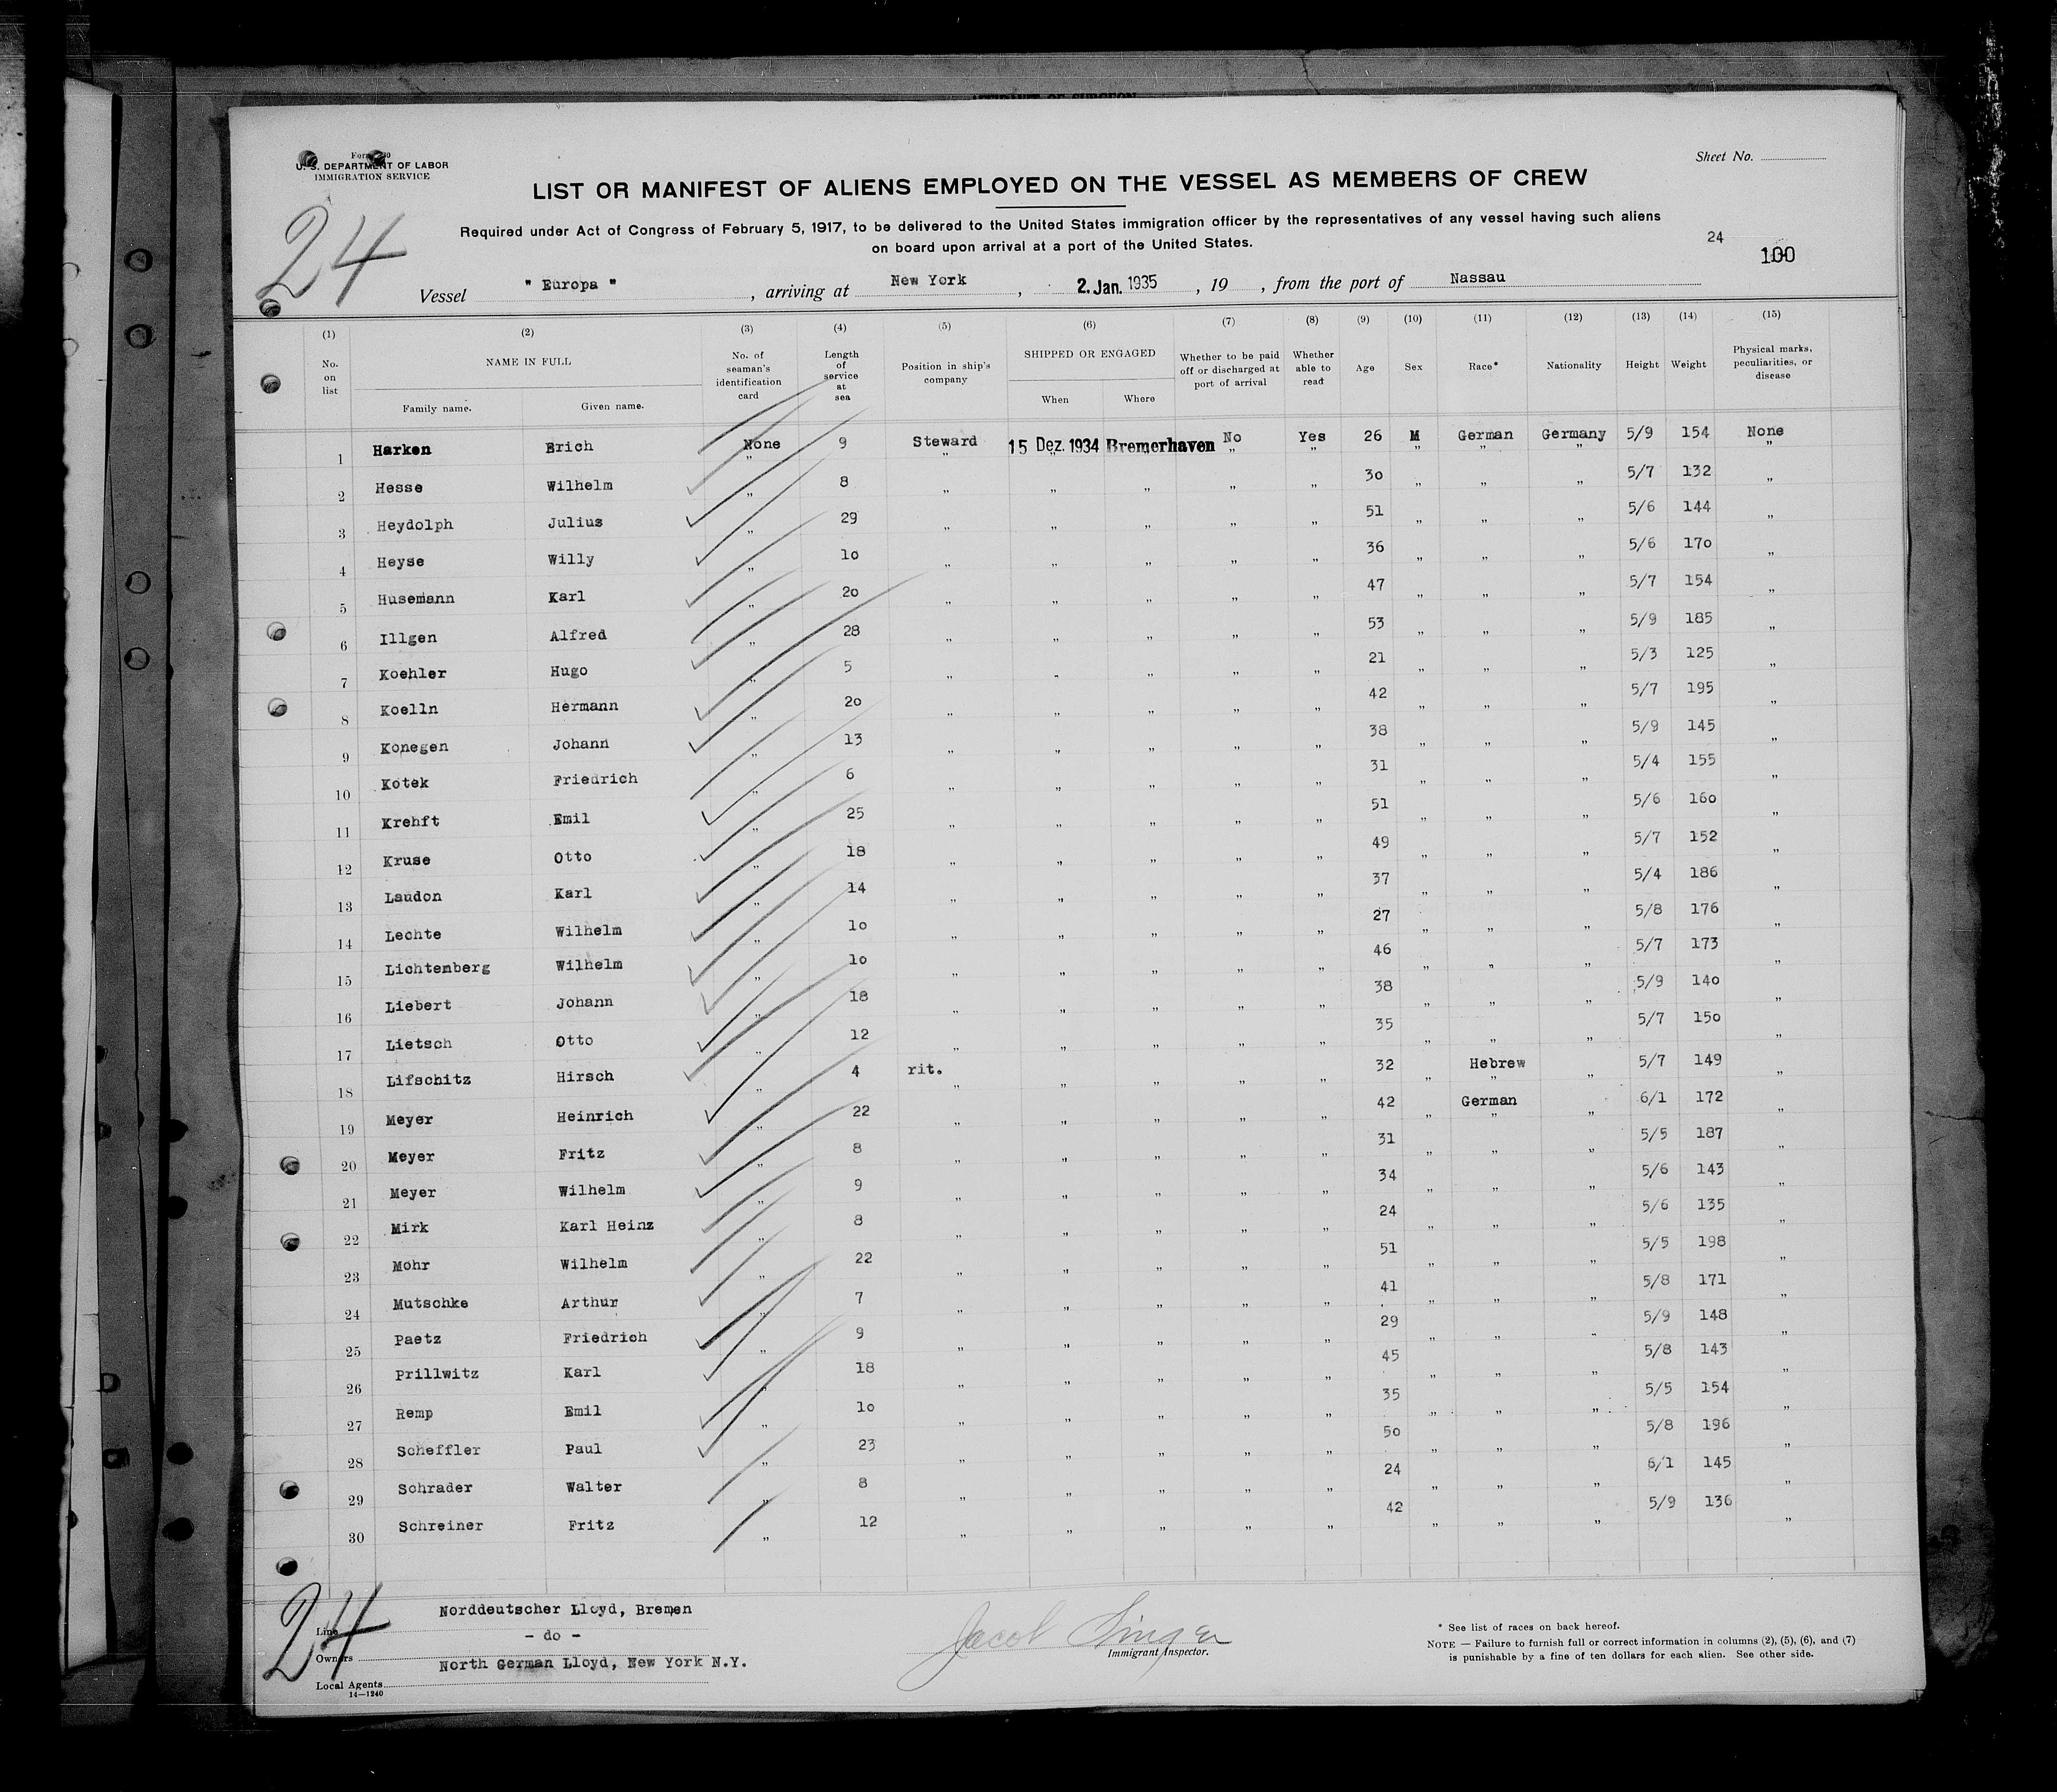 AFFIDAVIT OF SURGEON
U. S. DEPARTMENT OF LABOR
IMMIGRATION SERVICE
Sheet No.
LIST OR MANIFEST OF ALIENS EMPLOYED ON THE VESSEL AS MEMBERS OF CREW
Required under Act of Congress of February 5, 1917, to be delivered to the United States immigration officer by the representatives of any vessel having such aliens
on board upon arrival at a port of the United States.
24
24
100
Vessel " Europa " , arriving at New York , 2. Jan. 1935 , 19 , from the port of Nassau
(1) (2) (3) (4) (5) (6) (7) (8) (9) (10) (11) (12) (13) (14) (15)
No. on list NAME IN FULL Family name. Given name. No. of seaman's identification card Length of service at sea Position in ship's company SHIPPED OR ENGAGED When Where Whether to be paid off or discharged at port of arrival Whether able to read Age Sex Race* Nationality Height Weight Physical marks, peculiarities, or disease
1 Harken Erich None 9 Steward 15 Dez. 1934 Bremerhaven No Yes 26 M German Germany 5/9 154 None
2 Hesse Wilhelm " 8 " " " " " 30 " " " 5/7 132 "
3 Heydolph Julius " 29 " " " " " 51 " " " 5/6 144 "
4 Heyse Willy " 10 " " " " " 36 " " " 5/6 170 "
5 Husemann Karl " 20 " " " " " 47 " " " 5/7 154 "
6 Illgen Alfred " 28 " " " " " 53 " " " 5/9 185 "
7 Koehler Hugo " 5 " " " " " 21 " " " 5/3 125 "
8 Koelln Hermann " 20 " " " " " 42 " " " 5/7 195 "
9 Konegen Johann " 13 " " " " " 38 " " " 5/9 145 "
10 Kotek Friedrich " 6 " " " " " 31 " " " 5/4 155 "
11 Krehft Emil " 25 " " " " " 51 " " " 5/6 160 "
12 Kruse Otto " 18 " " " " " 49 " " " 5/7 152 "
13 Laudon Karl " 14 " " " " " 37 " " " 5/4 186 "
14 Lechte Wilhelm " 10 " " " " " 27 " " " 5/8 176 "
15 Lichtenberg Wilhelm " 10 " " " " " 46 " " " 5/7 173 "
16 Liebert Johann " 18 " " " " " 38 " " " 5/9 140 "
17 Lietsch Otto " 12 " " " " " 35 " " " 5/7 150 "
18 Lifschitz Hirsch " 4 rit. " " " " 32 " Hebrew " 5/7 149 "
19 Meyer Heinrich " 22 " " " " " 42 " German " 6/1 172 "
20 Meyer Fritz " 8 " " " " " 31 " " " 5/5 187 "
21 Meyer Wilhelm " 9 " " " " " 34 " " " 5/6 143 "
22 Mirk Karl Heinz " 8 " " " " " 24 " " " 5/6 135 "
23 Mohr Wilhelm " 22 " " " " " 51 " " " 5/5 198 "
24 Mutschke Arthur " 7 " " " " " 41 " " " 5/8 171 "
25 Paetz Friedrich " 9 " " " " " 29 " " " 5/9 148 "
26 Prillwitz Karl " 18 " " " " " 45 " " " 5/8 143 "
27 Remp Emil " 10 " " " " " 35 " " " 5/5 154 "
28 Scheffler Paul " 23 " " " " " 50 " " " 5/8 196 "
29 Schrader Walter " 8 " " " " " 24 " " " 6/1 145 "
30 Schreiner Fritz " 12 " " " " " 42 " " " 5/9 136 "
24
Line Norddeutscher Lloyd, Bremen
Owners - do -
Local Agents North German Lloyd, New York N.Y.
14—1240
Jacob Singer
Immigrant Inspector.
* See list of races on back hereof.
NOTE — Failure to furnish full or correct information in columns (2), (5), (6), and (7)
is punishable by a fine of ten dollars for each alien. See other side.